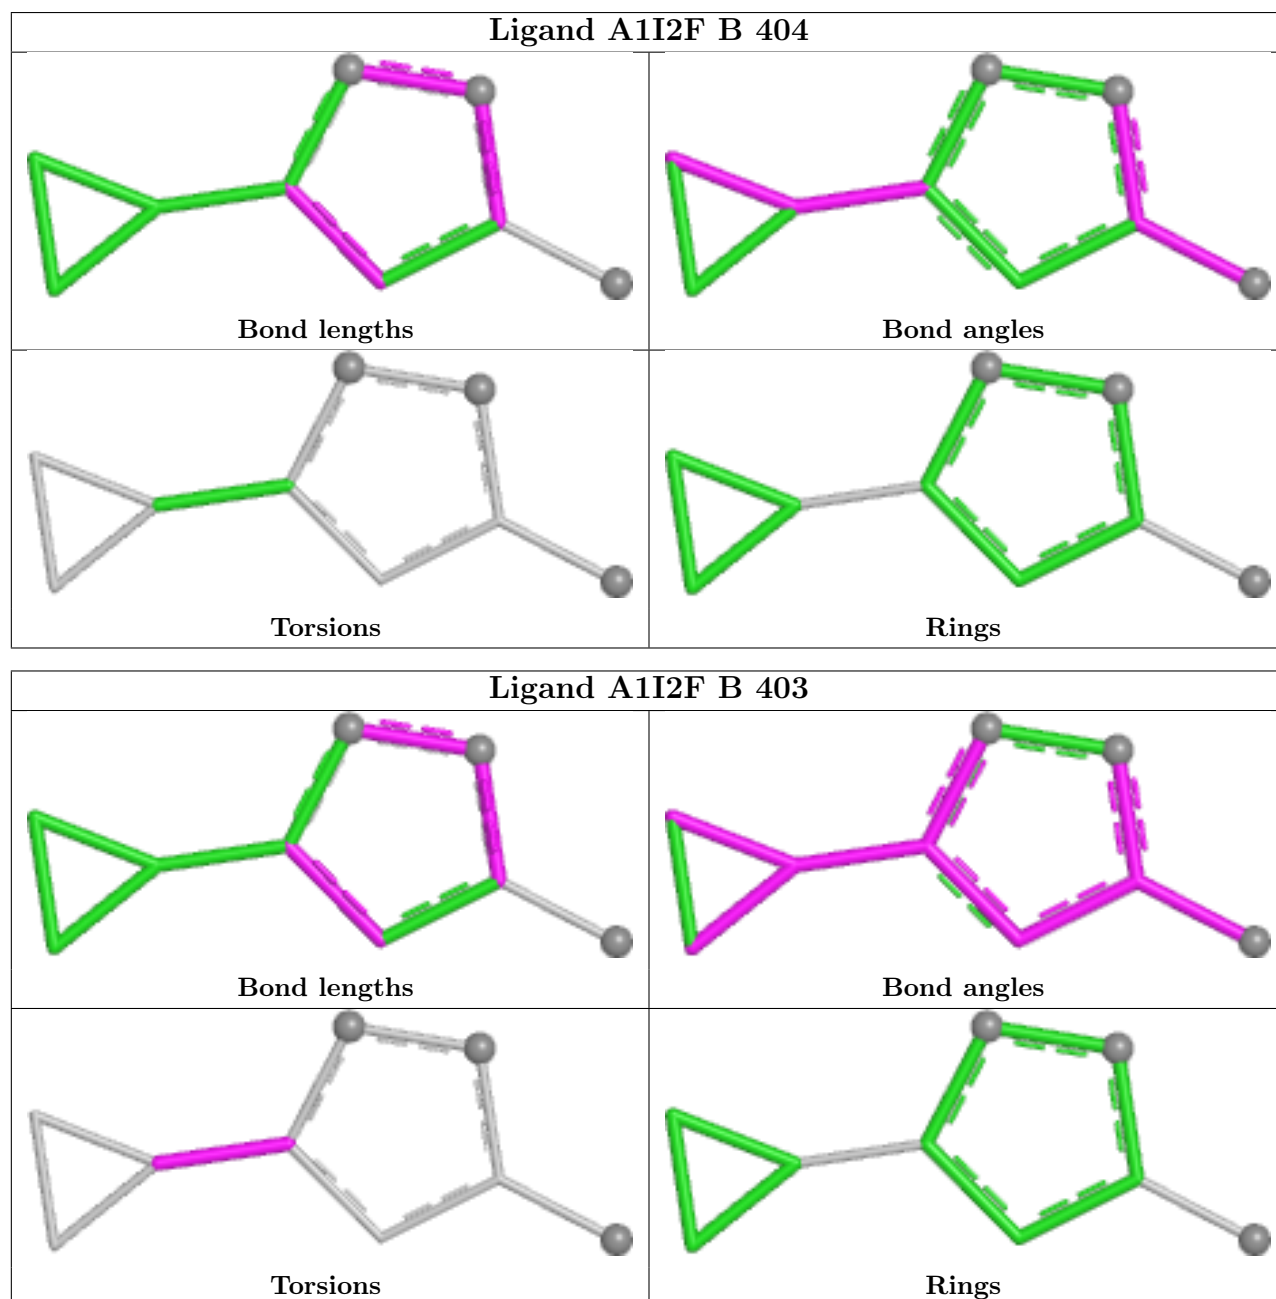 Ligand A1I2F B 404
Bond lengths
Bond angles
Torsions
Rings
Ligand A1I2F B 403
Bond lengths
Bond angles
Torsions
Rings